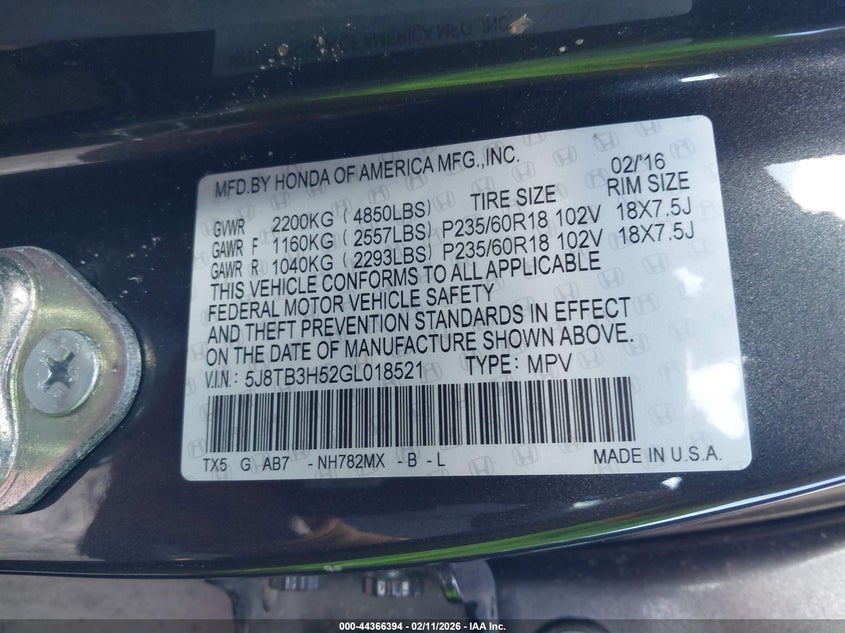 MFD.BY HONDA OF AMERICA MFG.,INC. 02/'16
TIRE SIZE RIM SIZE
GVWR 2200KG ( 4850LBS)
GAWR F 1160KG ( 2557LBS) P235/60R18 102V 18X7.5J
GAWR R 1040KG ( 2293LBS) P235/60R18 102V 18X7.5J
THIS VEHICLE CONFORMS TO ALL APPLICABLE
FEDERAL MOTOR VEHICLE SAFETY
AND THEFT PREVENTION STANDARDS IN EFFECT
ON THE DATE OF MANUFACTURE SHOWN ABOVE.
V.I.N.: 5J8TB3H52GL018521 TYPE: MPV
TX5 G AB7 - NH782MX - B - L MADE IN U.S.A.
000-44366394 | 02/11/2026 | IAA Inc.